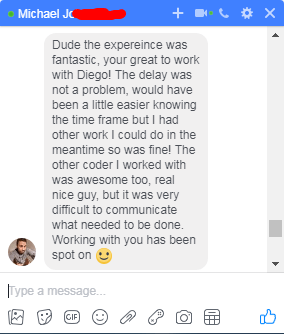 Michael Jo
Dude the expereince was
fantastic, your great to work
with Diego! The delay was
not a problem, would have
been a little easier knowing
the time frame but I had
other work I could do in the
meantime so was fine! The
other coder I worked with
was awesome too, real
nice guy, but it was very
difficult to communicate
what needed to be done.
Working with you has been
spot on
Type a message...
GIF